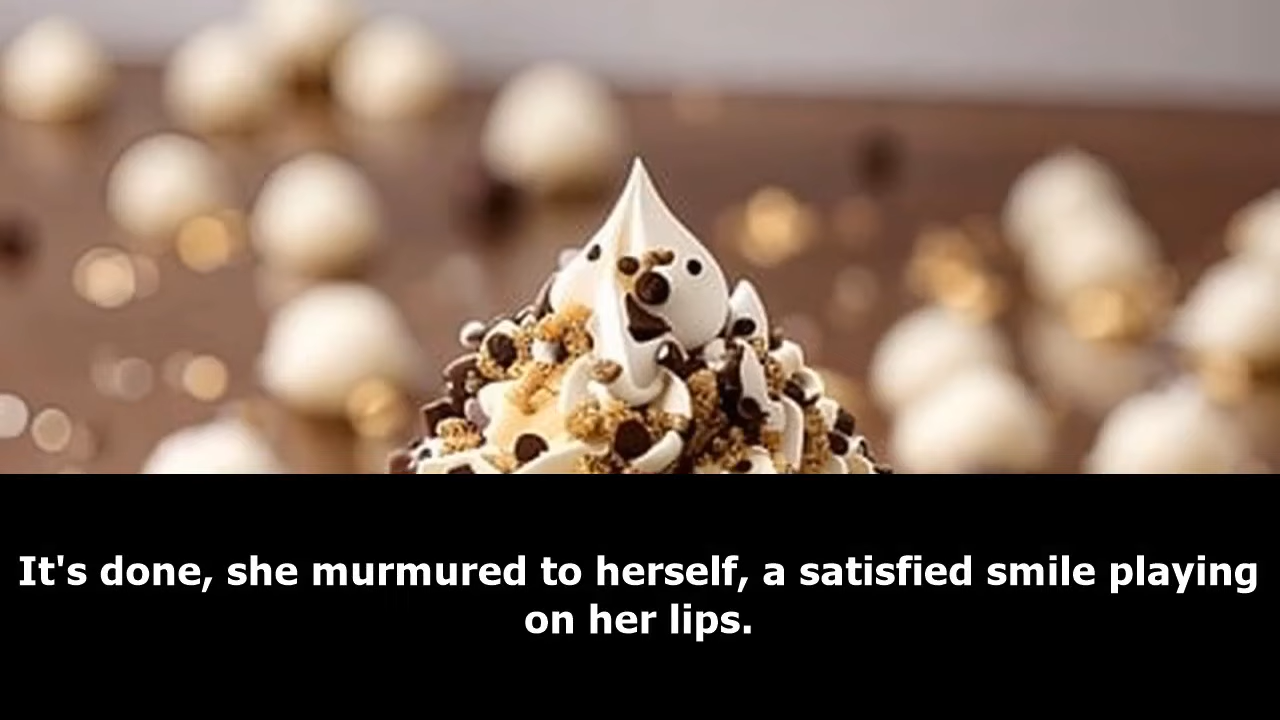 It's done, she murmured to herself, a satisfied smile playing
on her lips.